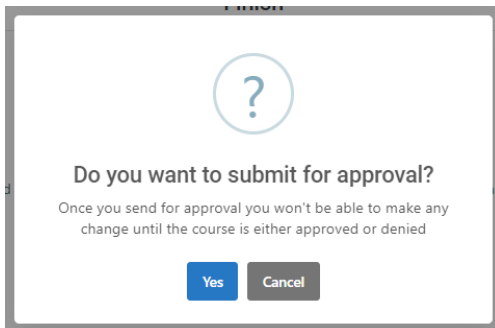 Finish
?
Do you want to submit for approval?
Once you send for approval you won't be able to make any
change until the course is either approved or denied
Yes
Cancel